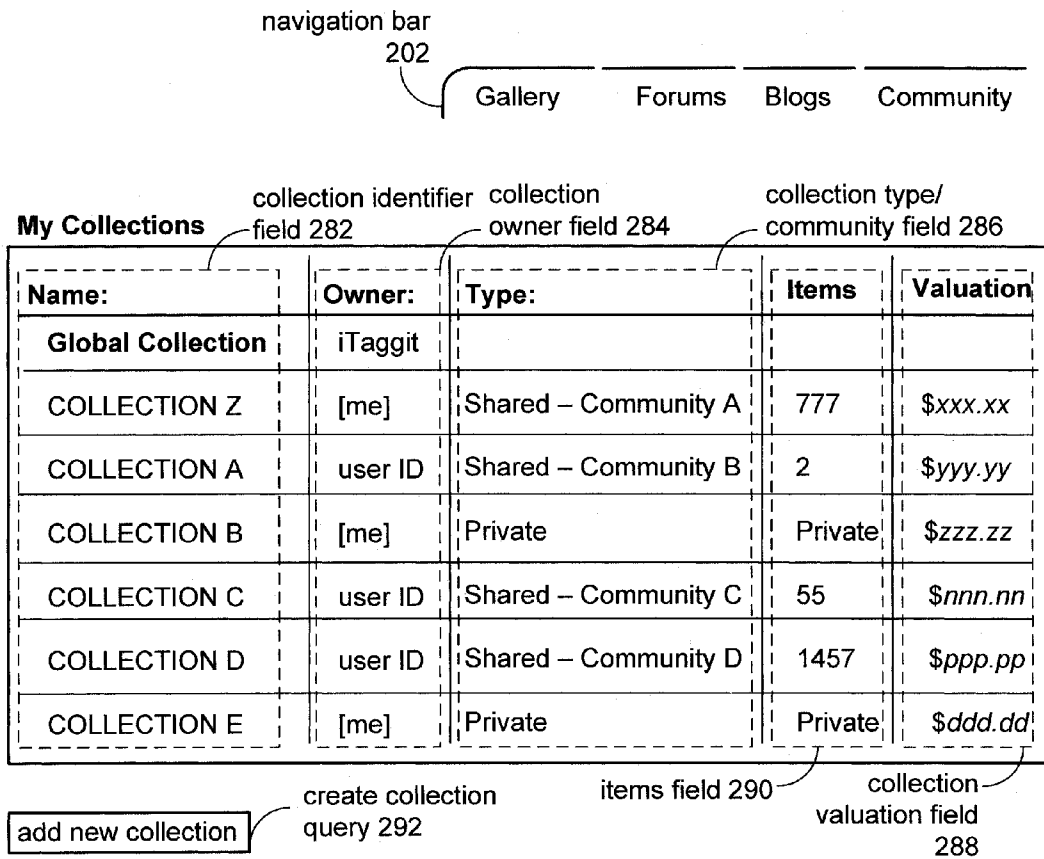 navigation bar
202
Gallery Forums Blogs Community
collection identifier
field 282
collection
owner field 284
collection type/
community field 286
My Collections
Name: Owner: Type: Items Valuation
Global Collection iTaggit
COLLECTION Z [me] Shared – Community A 777 $xxx.xx
COLLECTION A user ID Shared – Community B 2 $yyy.yy
COLLECTION B [me] Private Private $zzz.zz
COLLECTION C user ID Shared – Community C 55 $nnn.nn
COLLECTION D user ID Shared – Community D 1457 $ppp.pp
COLLECTION E [me] Private Private $ddd.dd
add new collection
create collection
query 292
items field 290
collection
valuation field
288